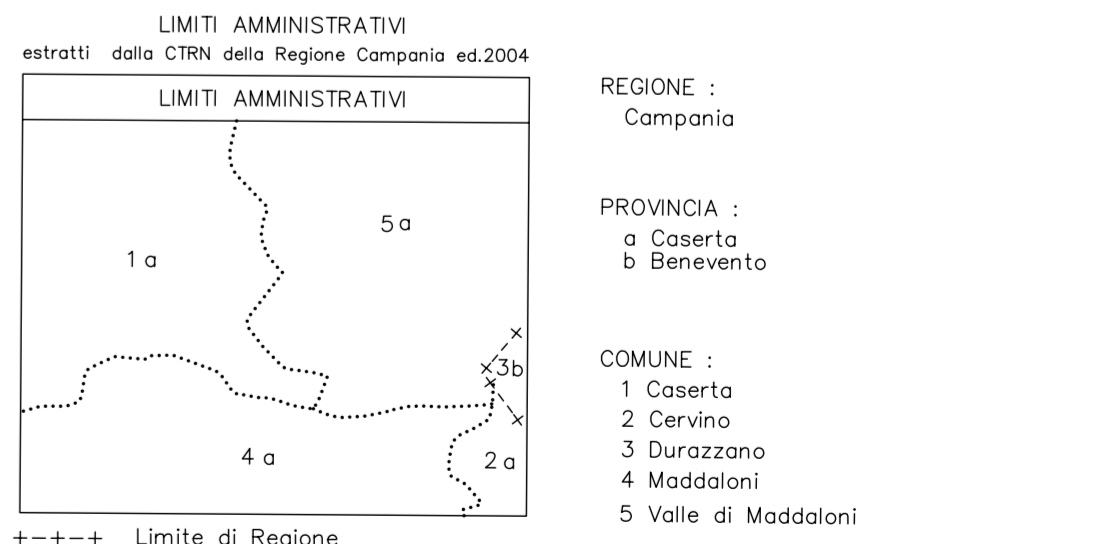 LIMITI AMMINISTRATIVI
estratti dalla CTRN della Regione Campania ed.2004
LIMITI AMMINISTRATIVI
1 a
5 a
3b
4 a
2 a
+-+-+ Limite di Regione
REGIONE :
Campania
PROVINCIA :
a Caserta
b Benevento
COMUNE :
1 Caserta
2 Cervino
3 Durazzano
4 Maddaloni
5 Valle di Maddaloni